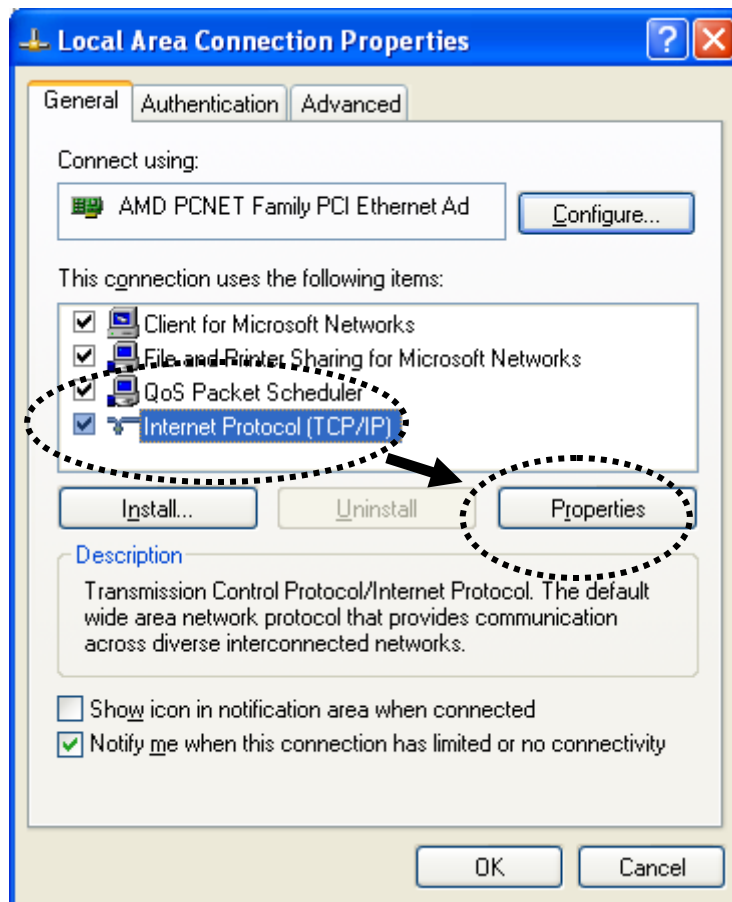 Local Area Connection Properties
General Authentication Advanced
Connect using:
AMD PCNET Family PCI Ethernet Ad
Configure...
This connection uses the following items:
Client for Microsoft Networks
File and Printer Sharing for Microsoft Networks
QoS Packet Scheduler
Internet Protocol (TCP/IP)
Install... Uninstall Properties
Description
Transmission Control Protocol/Internet Protocol. The default
wide area network protocol that provides communication
across diverse interconnected networks.
Show icon in notification area when connected
Notify me when this connection has limited or no connectivity
OK Cancel